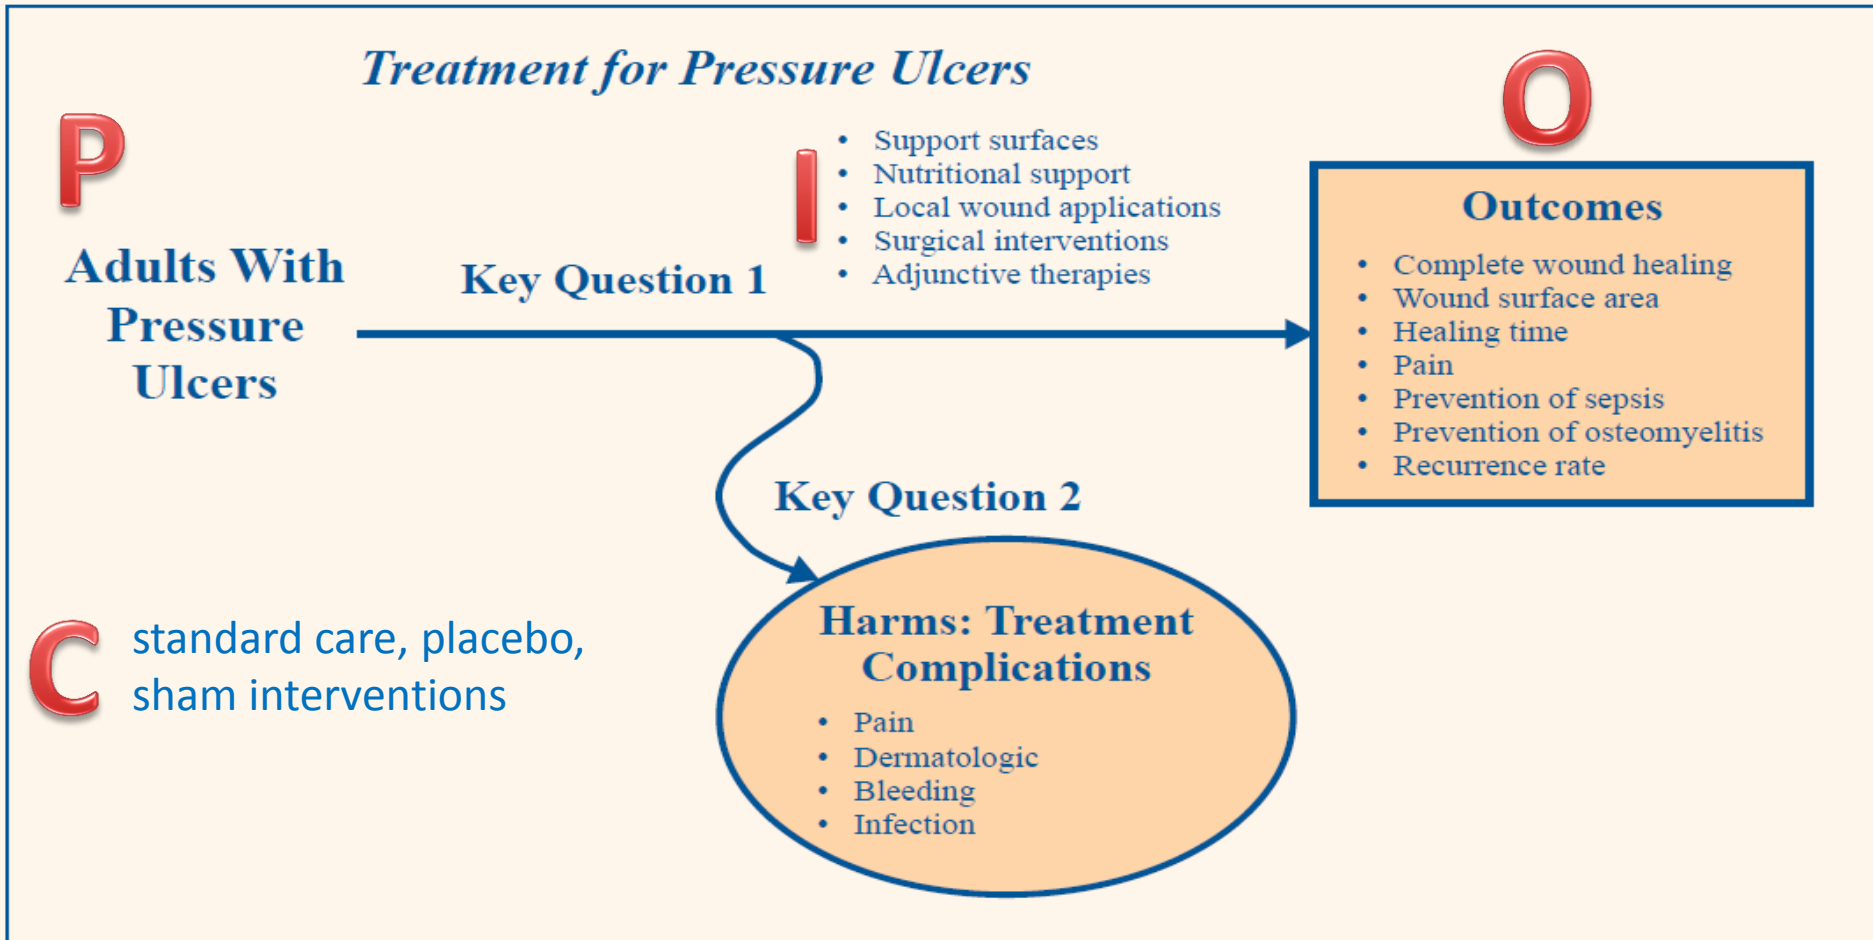 Treatment for Pressure Ulcers
P
Adults With
Pressure
Ulcers
Key Question 1
I
• Support surfaces
• Nutritional support
• Local wound applications
• Surgical interventions
• Adjunctive therapies
O
Outcomes
• Complete wound healing
• Wound surface area
• Healing time
• Pain
• Prevention of sepsis
• Prevention of osteomyelitis
• Recurrence rate
Key Question 2
Harms: Treatment
Complications
• Pain
• Dermatologic
• Bleeding
• Infection
C
standard care, placebo,
sham interventions